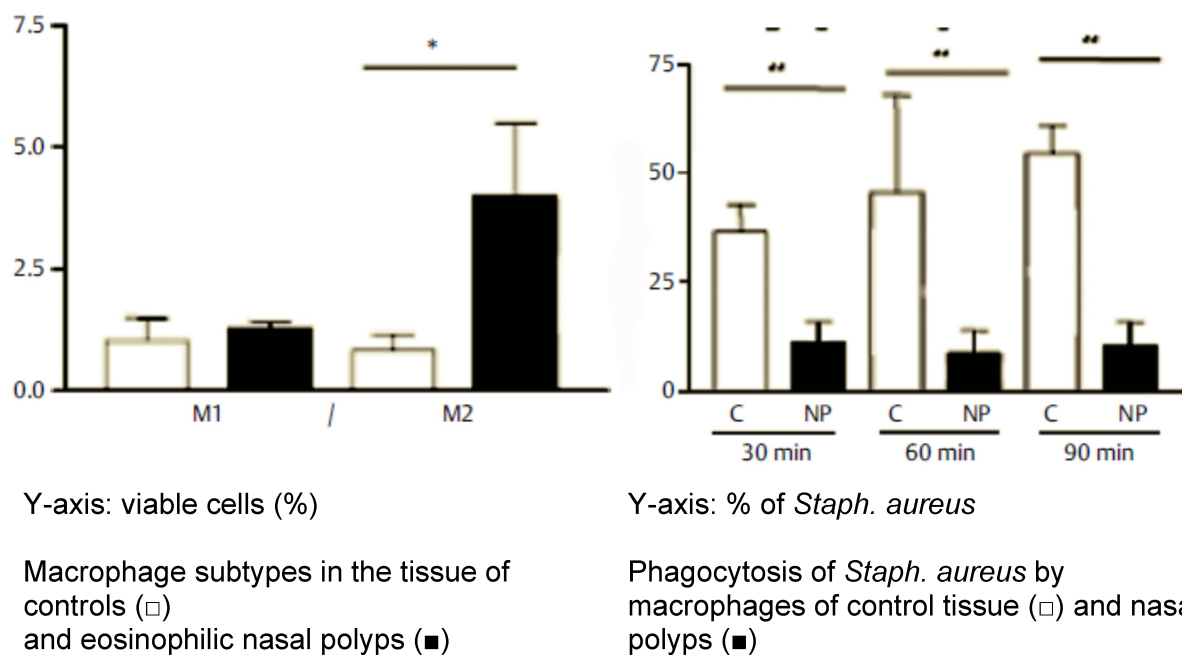 7.5
5.0
2.5
0.0
*
M1 / M2
75
50
25
0
C NP C NP C NP
30 min 60 min 90 min
Y-axis: viable cells (%)
Macrophage subtypes in the tissue of
controls (□)
and eosinophilic nasal polyps (■)
Y-axis: % of Staph. aureus
Phagocytosis of Staph. aureus by
macrophages of control tissue (□) and nasa
polyps (■)